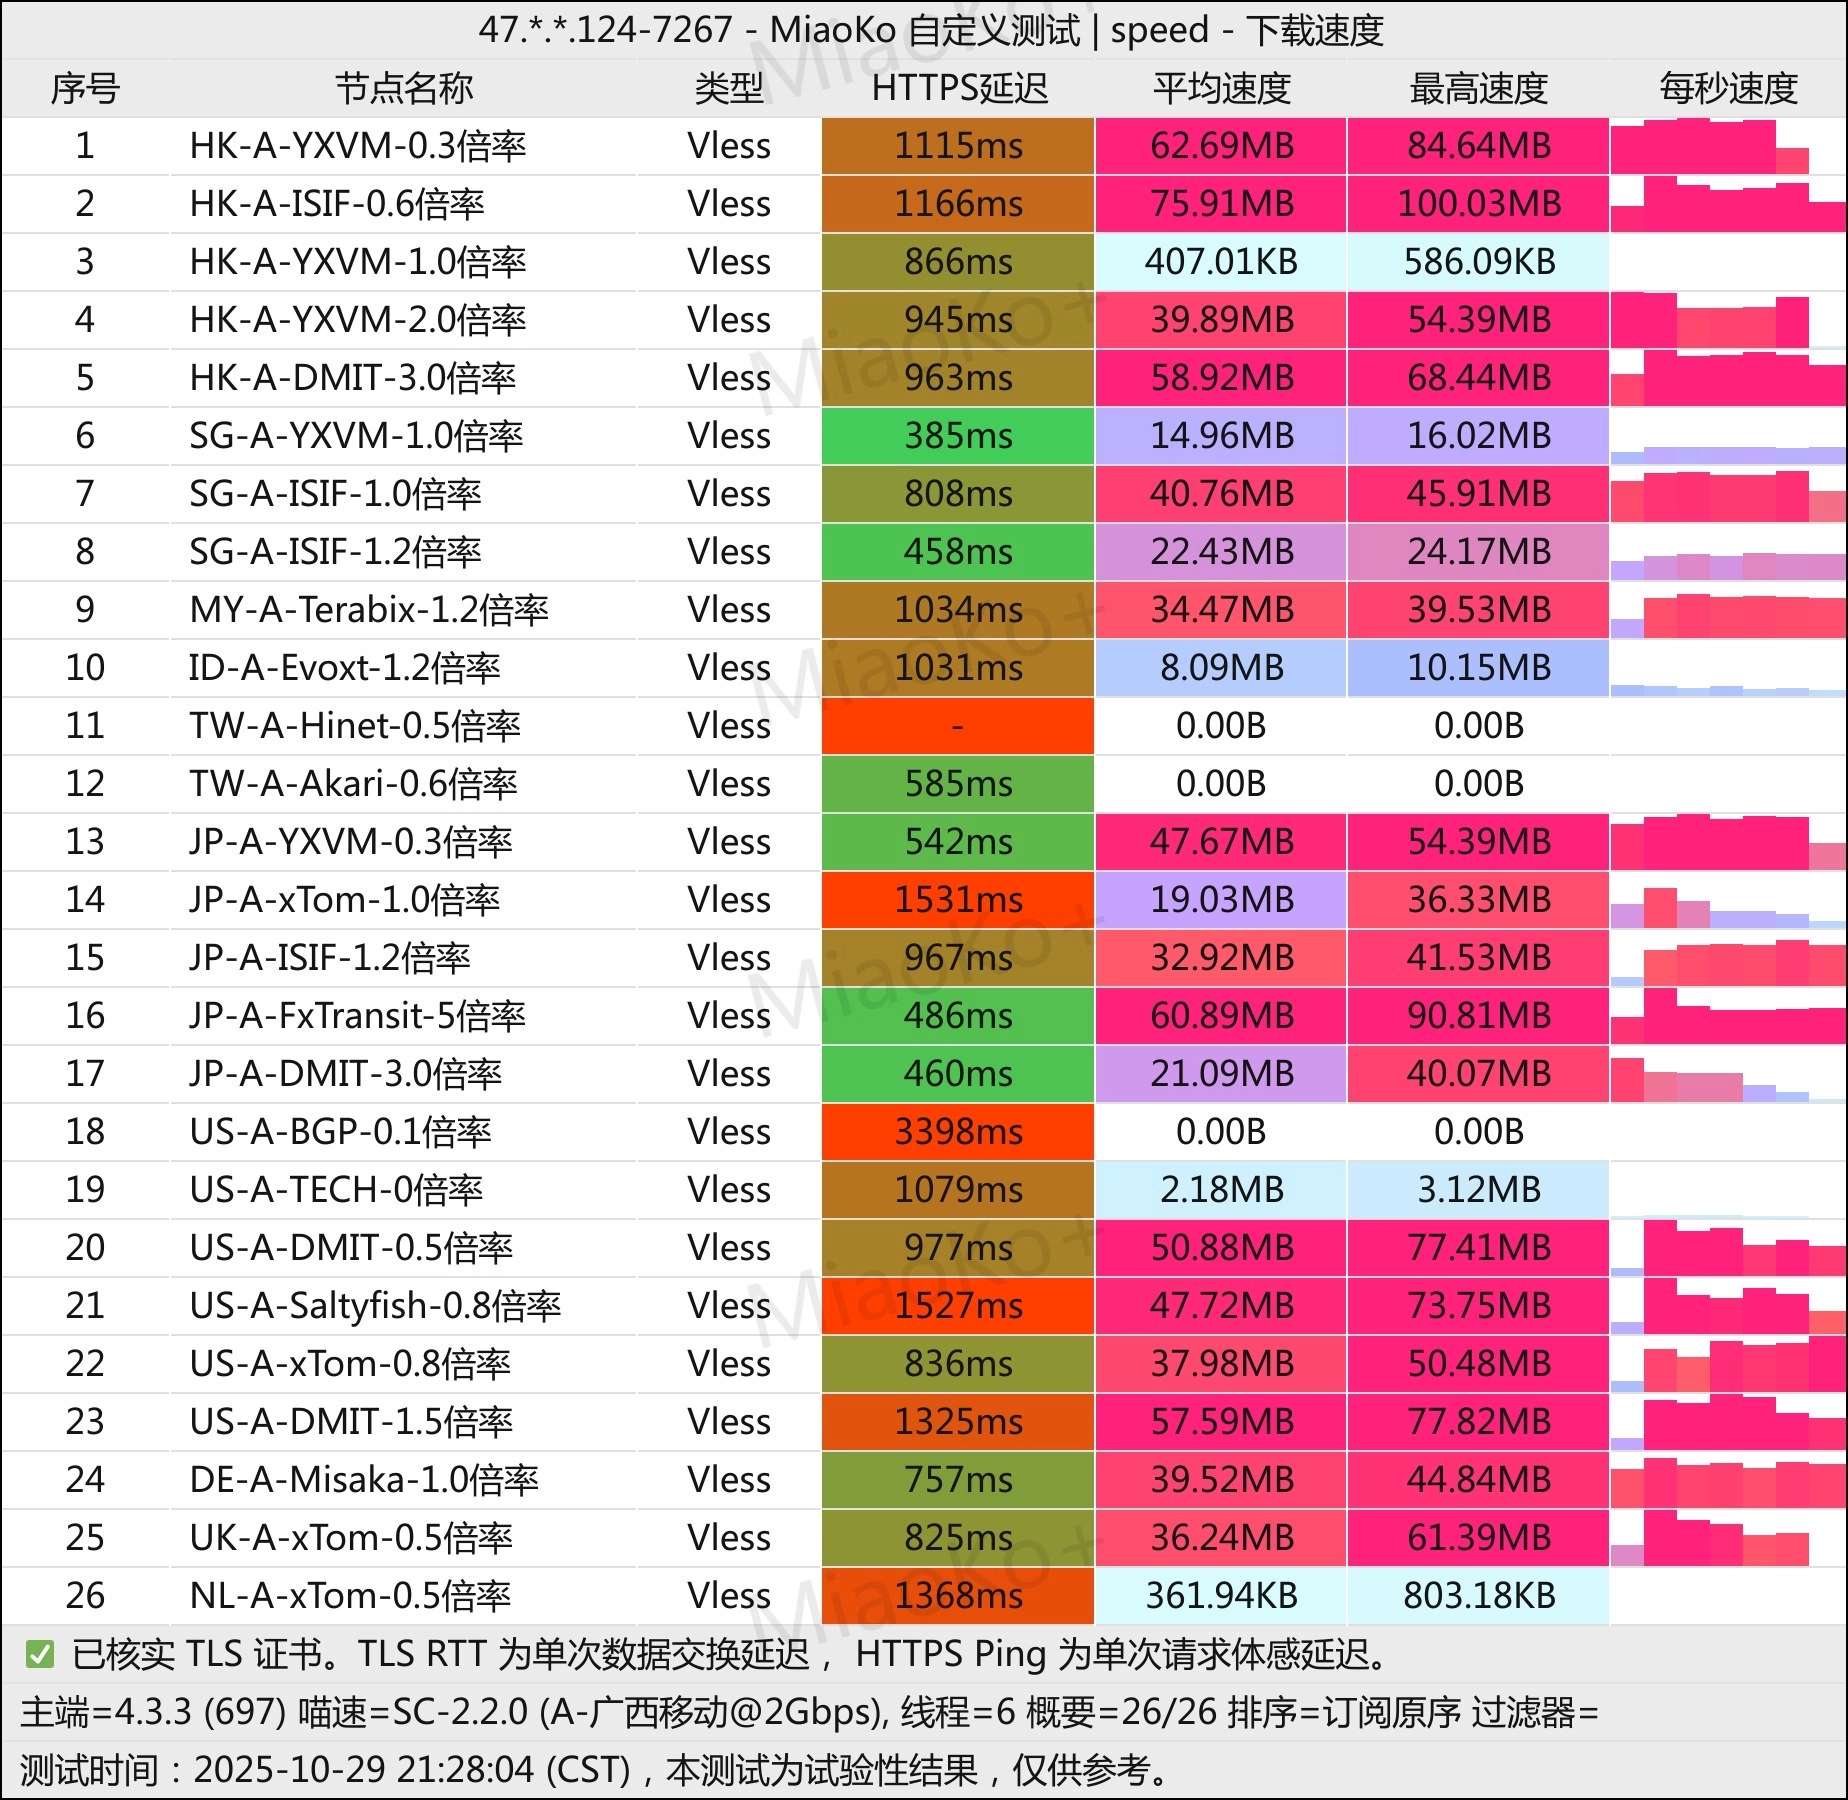 47.*.*.124-7267 - MiaoKo 自定义测试 | speed - 下载速度
序号 节点名称 类型 HTTPS延迟 平均速度 最高速度 每秒速度
1 HK-A-YXVM-0.3倍率 Vless 1115ms 62.69MB 84.64MB
2 HK-A-ISIF-0.6倍率 Vless 1166ms 75.91MB 100.03MB
3 HK-A-YXVM-1.0倍率 Vless 866ms 407.01KB 586.09KB
4 HK-A-YXVM-2.0倍率 Vless 945ms 39.89MB 54.39MB
5 HK-A-DMIT-3.0倍率 Vless 963ms 58.92MB 68.44MB
6 SG-A-YXVM-1.0倍率 Vless 385ms 14.96MB 16.02MB
7 SG-A-ISIF-1.0倍率 Vless 808ms 40.76MB 45.91MB
8 SG-A-ISIF-1.2倍率 Vless 458ms 22.43MB 24.17MB
9 MY-A-Terabix-1.2倍率 Vless 1034ms 34.47MB 39.53MB
10 ID-A-Evoxt-1.2倍率 Vless 1031ms 8.09MB 10.15MB
11 TW-A-Hinet-0.5倍率 Vless - 0.00B 0.00B
12 TW-A-Akari-0.6倍率 Vless 585ms 0.00B 0.00B
13 JP-A-YXVM-0.3倍率 Vless 542ms 47.67MB 54.39MB
14 JP-A-xTom-1.0倍率 Vless 1531ms 19.03MB 36.33MB
15 JP-A-ISIF-1.2倍率 Vless 967ms 32.92MB 41.53MB
16 JP-A-FxTransit-5倍率 Vless 486ms 60.89MB 90.81MB
17 JP-A-DMIT-3.0倍率 Vless 460ms 21.09MB 40.07MB
18 US-A-BGP-0.1倍率 Vless 3398ms 0.00B 0.00B
19 US-A-TECH-0倍率 Vless 1079ms 2.18MB 3.12MB
20 US-A-DMIT-0.5倍率 Vless 977ms 50.88MB 77.41MB
21 US-A-Saltyfish-0.8倍率 Vless 1527ms 47.72MB 73.75MB
22 US-A-xTom-0.8倍率 Vless 836ms 37.98MB 50.48MB
23 US-A-DMIT-1.5倍率 Vless 1325ms 57.59MB 77.82MB
24 DE-A-Misaka-1.0倍率 Vless 757ms 39.52MB 44.84MB
25 UK-A-xTom-0.5倍率 Vless 825ms 36.24MB 61.39MB
26 NL-A-xTom-0.5倍率 Vless 1368ms 361.94KB 803.18KB
✅ 已核实 TLS 证书。TLS RTT 为单次数据交换延迟， HTTPS Ping 为单次请求体感延迟。
主端=4.3.3 (697) 喵速=SC-2.2.0 (A-广西移动@2Gbps), 线程=6 概要=26/26 排序=订阅原序 过滤器=
测试时间：2025-10-29 21:28:04 (CST)，本测试为试验性结果，仅供参考。
MiaoKo+
MiaoKo+
MiaoKo+
MiaoKo+
MiaoKo+
MiaoKo+